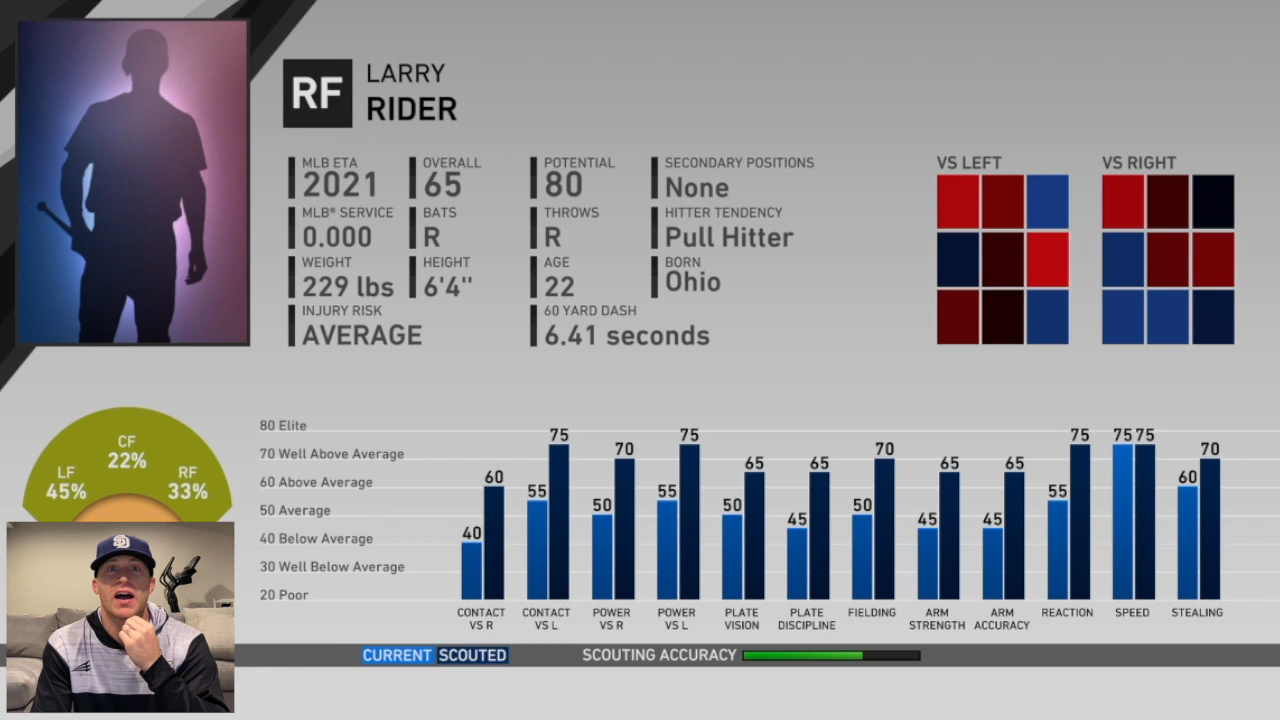 RF
LARRY
RIDER
MLB ETA
2021
OVERALL
65
POTENTIAL
80
SECONDARY POSITIONS
None
MLB® SERVICE
0.000
BATS
R
THROWS
R
HITTER TENDENCY
Pull Hitter
WEIGHT
229 lbs
HEIGHT
6'4"
AGE
22
BORN
Ohio
INJURY RISK
AVERAGE
60 YARD DASH
6.41 seconds
VS LEFT
VS RIGHT
LF
45%
CF
22%
RF
33%
80 Elite
70 Well Above Average
60 Above Average
50 Average
40 Below Average
30 Well Below Average
20 Poor
40 60
55 75
50 70
55 75
50 65
45 65
50 70
45 65
45 65
55 75
75 75
60 70
CONTACT
VS R
CONTACT
VS L
POWER
VS R
POWER
VS L
PLATE
VISION
PLATE
DISCIPLINE
FIELDING
ARM
STRENGTH
ARM
ACCURACY
REACTION
SPEED
STEALING
CURRENT SCOUTED
SCOUTING ACCURACY
SD